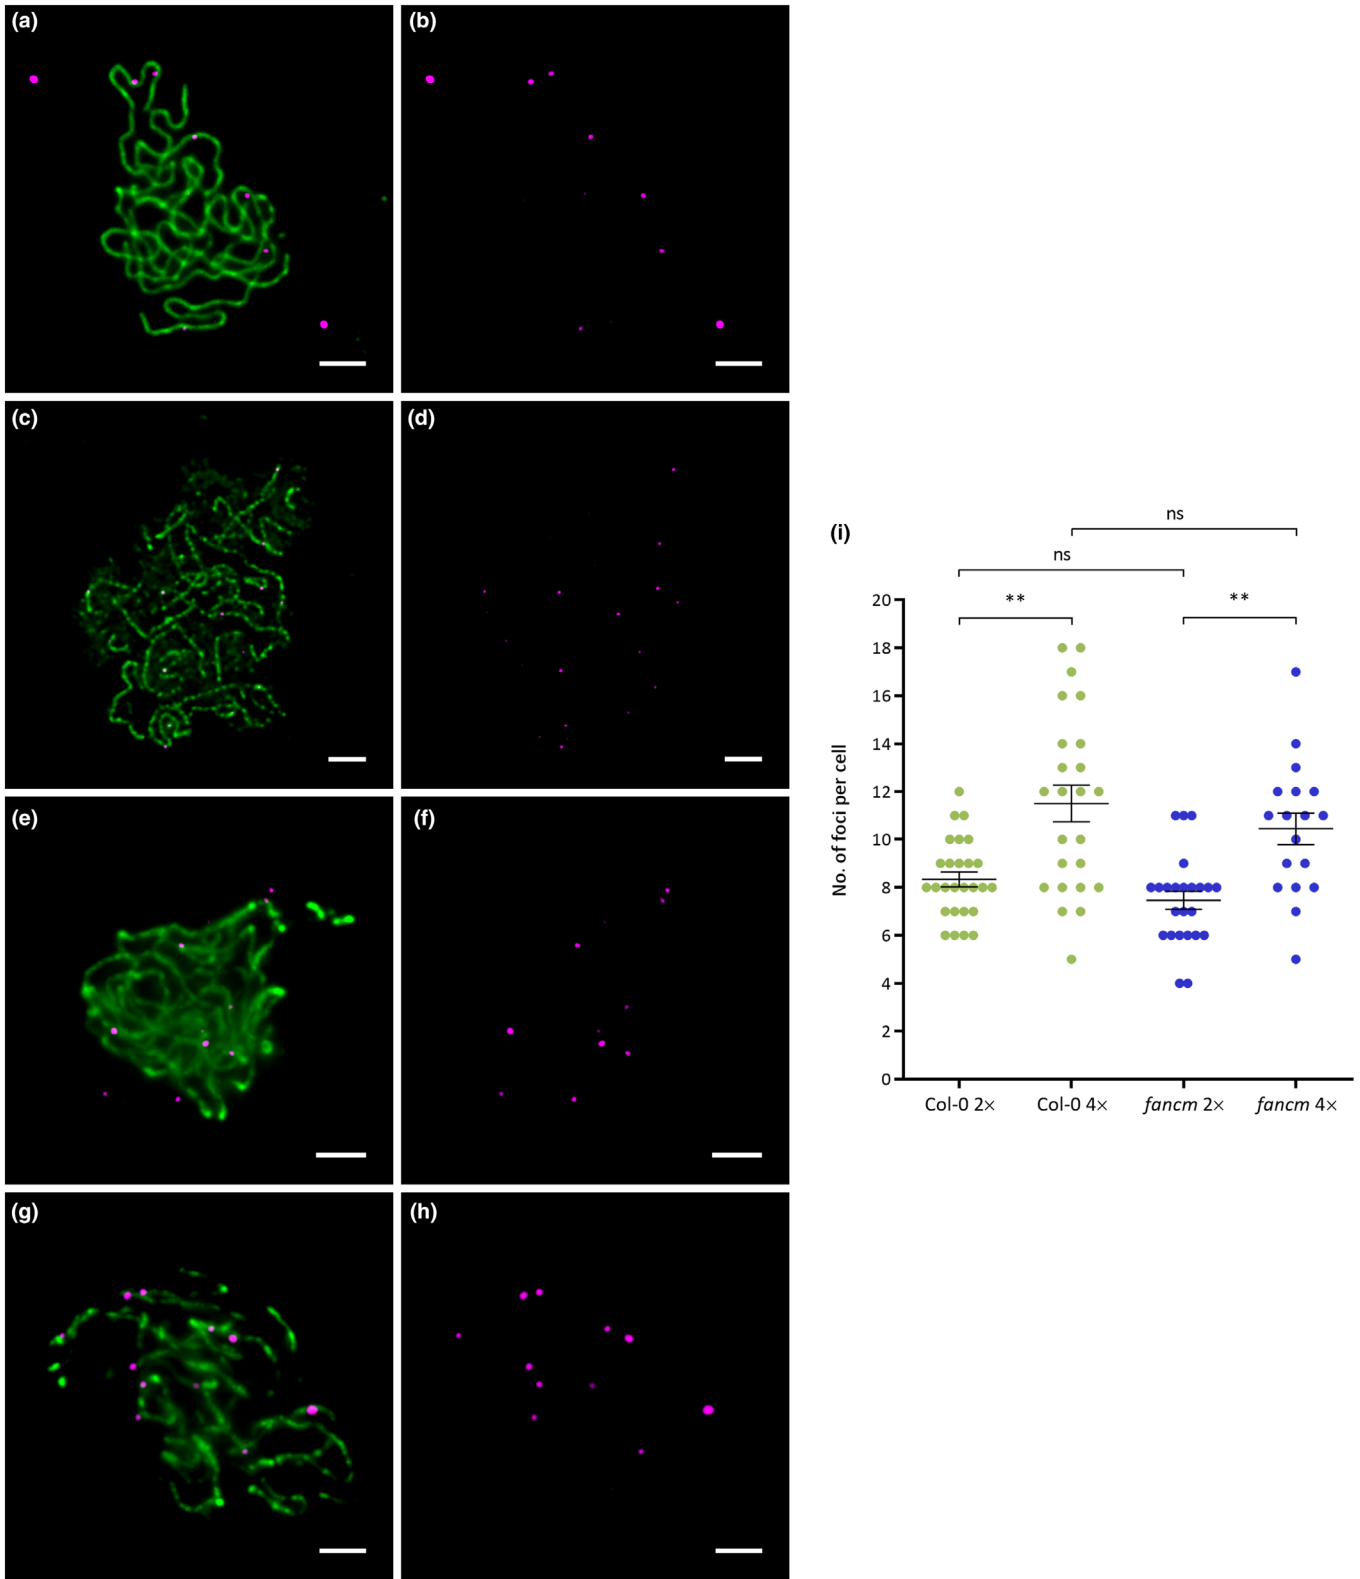 (a)
(b)
(c)
(d)
(e)
(f)
(g)
(h)
(i)
ns
ns
**
**
No. of foci per cell
20
18
16
14
12
10
8
6
4
2
0
Col-0 2×
Col-0 4×
fancm 2×
fancm 4×